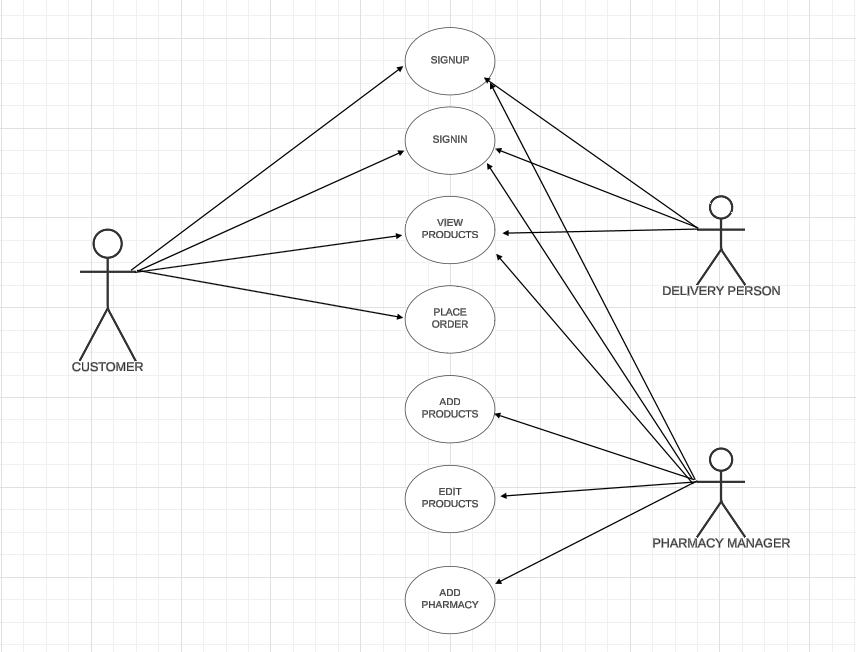 SIGNUP
SIGNIN
VIEW
PRODUCTS
PLACE
ORDER
ADD
PRODUCTS
EDIT
PRODUCTS
ADD
PHARMACY
CUSTOMER
DELIVERY PERSON
PHARMACY MANAGER